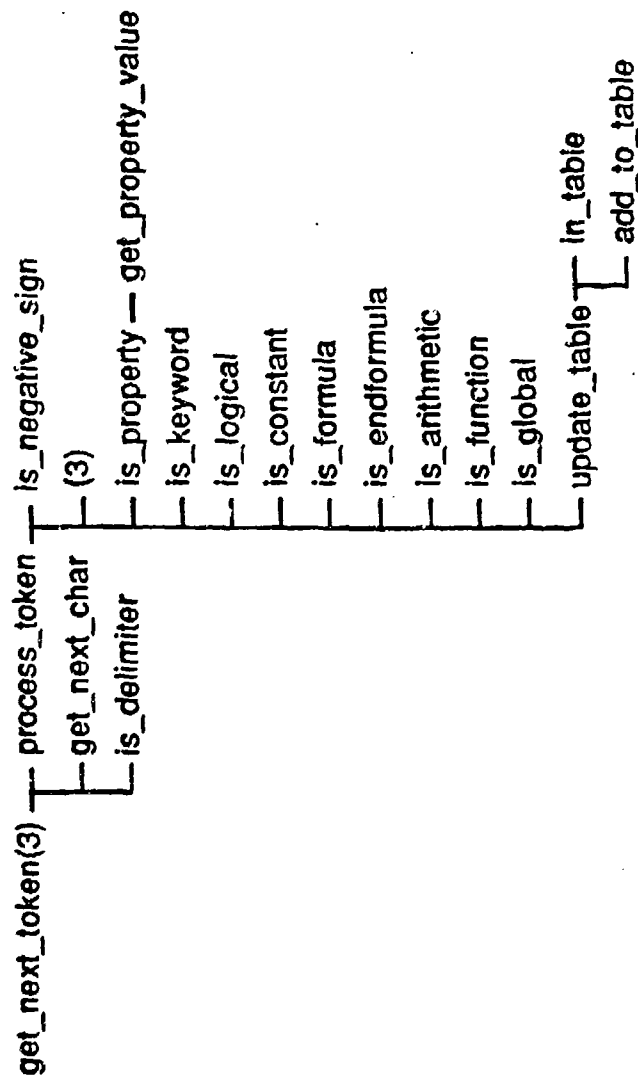 get_next_token(3) process_token is_negative_sign
get_next_char (3)
is_delimiter is_property get_property_value
is_keyword
is_logical
is_constant
is_formula
is_endformula
is_arithmetic
is_function
is_global
update_table in_table
add_to_table